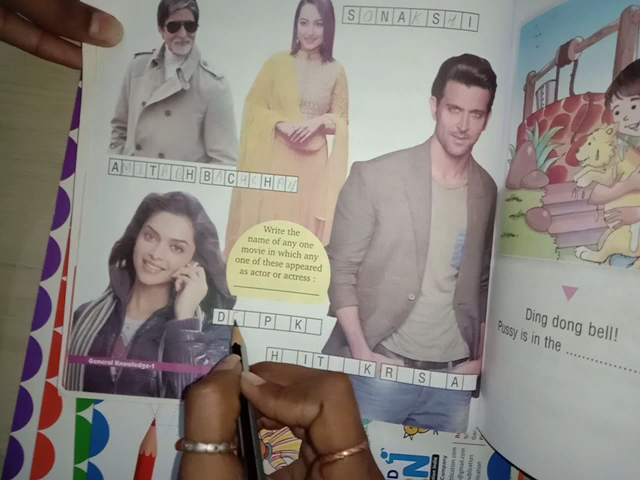 SONAKSHI
AMITABH BACHCHAN
Write the
name of any one
movie in which any
one of these appeared
as actor or actress :
D P K
H IT K R S A
General Knowledge-1
Ding dong bell!
Pussy is in the